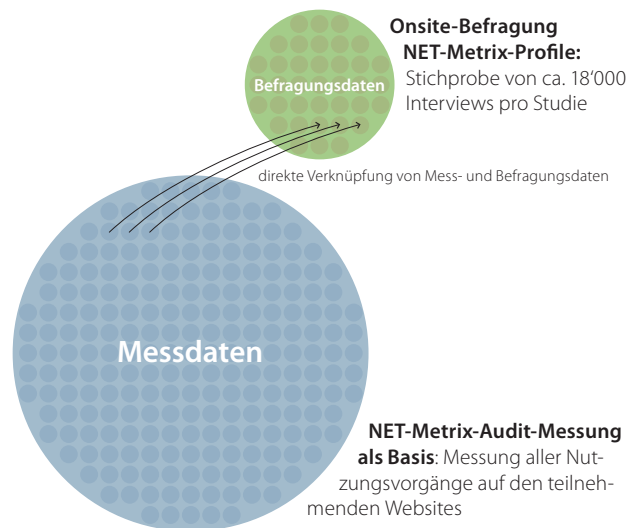 Onsite-Befragung
NET-Metrix-Profile:
Stichprobe von ca. 18‘000
Interviews pro Studie
Befragungsdaten
direkte Verknüpfung von Mess- und Befragungsdaten
Messdaten
NET-Metrix-Audit-Messung
als Basis: Messung aller Nut-
zungsvorgänge auf den teilneh-
menden Websites